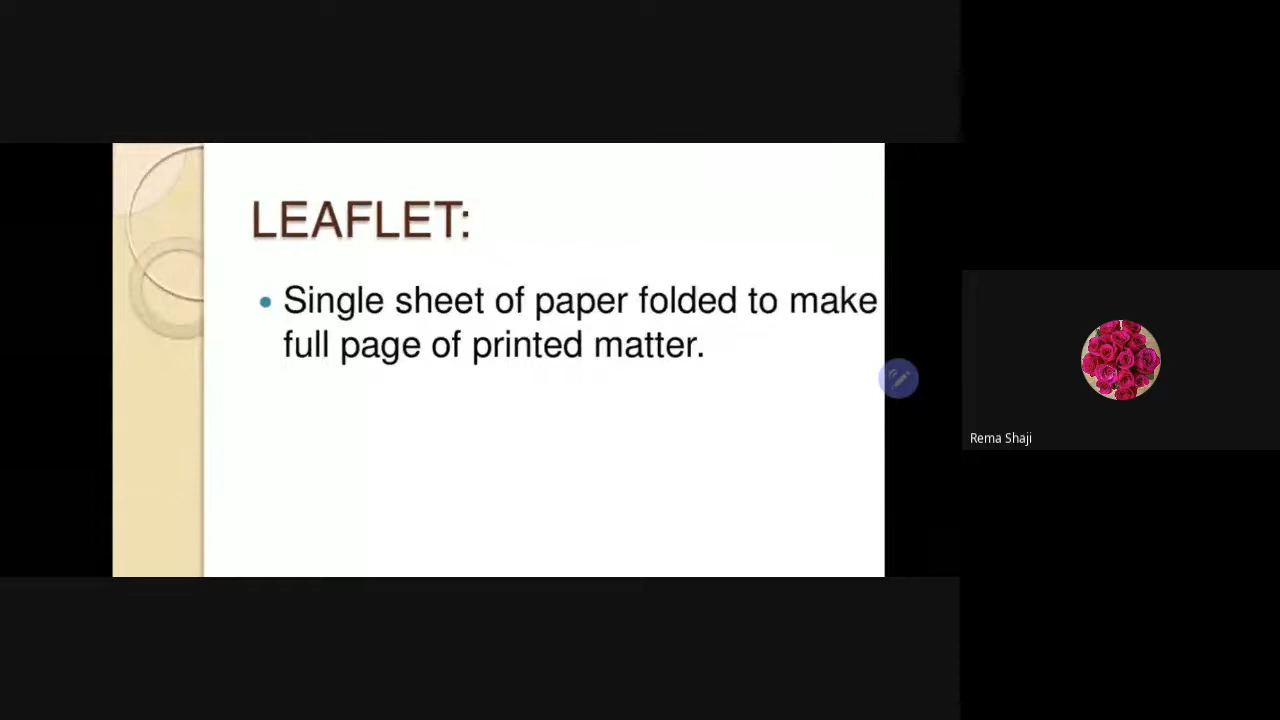 LEAFLET:
• Single sheet of paper folded to make
full page of printed matter.
Rema Shaji